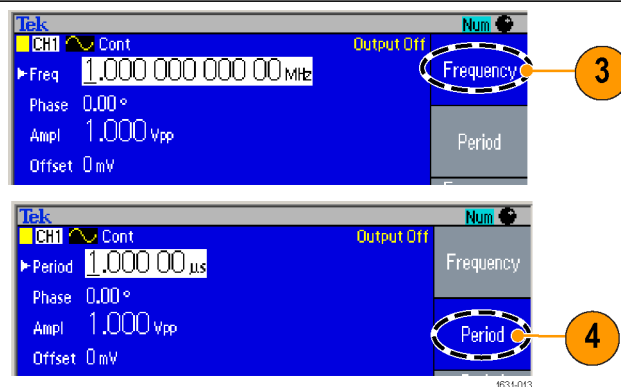 Tek
Num
CH1 Cont
Output Off
Freq 1.000 000 000 00 MHz
Phase 0.00 °
Ampl 1.000 Vpp
Offset 0 mV
Frequency
Period
3
Tek
Num
CH1 Cont
Output Off
Period 1.000 00 µs
Phase 0.00 °
Ampl 1.000 Vpp
Offset 0 mV
Frequency
Period
4
1631-013